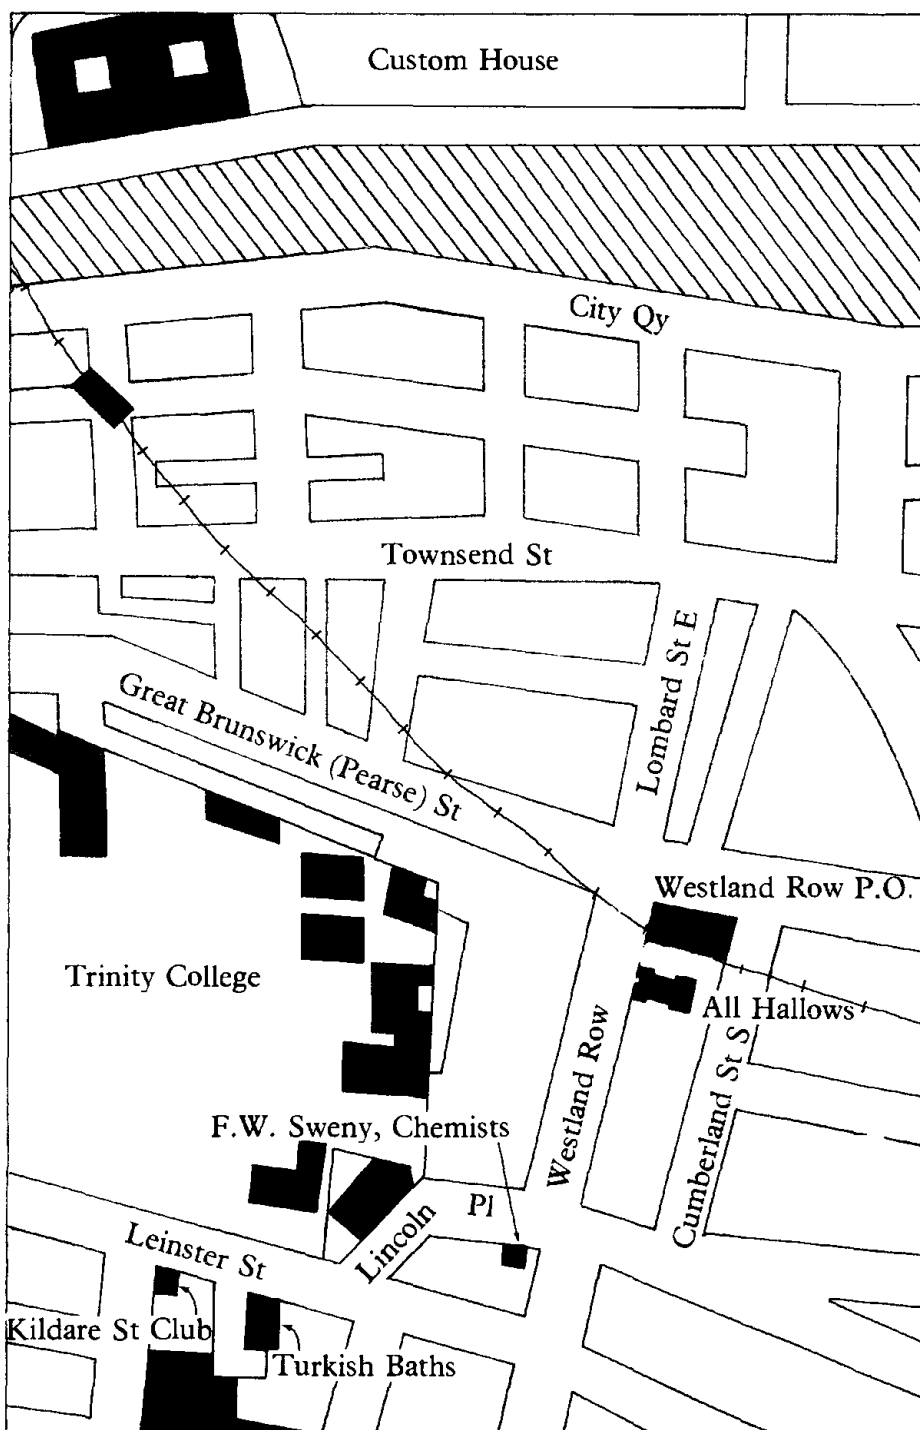 Custom House
City Qy
Townsend St
Lombard St E
Great Brunswick (Pearse) St
Westland Row P.O.
Trinity College
All Hallows
Westland Row
Cumberland St S
F.W. Sweny, Chemists
Lincoln Pl
Leinster St
Kildare St Club
Turkish Baths